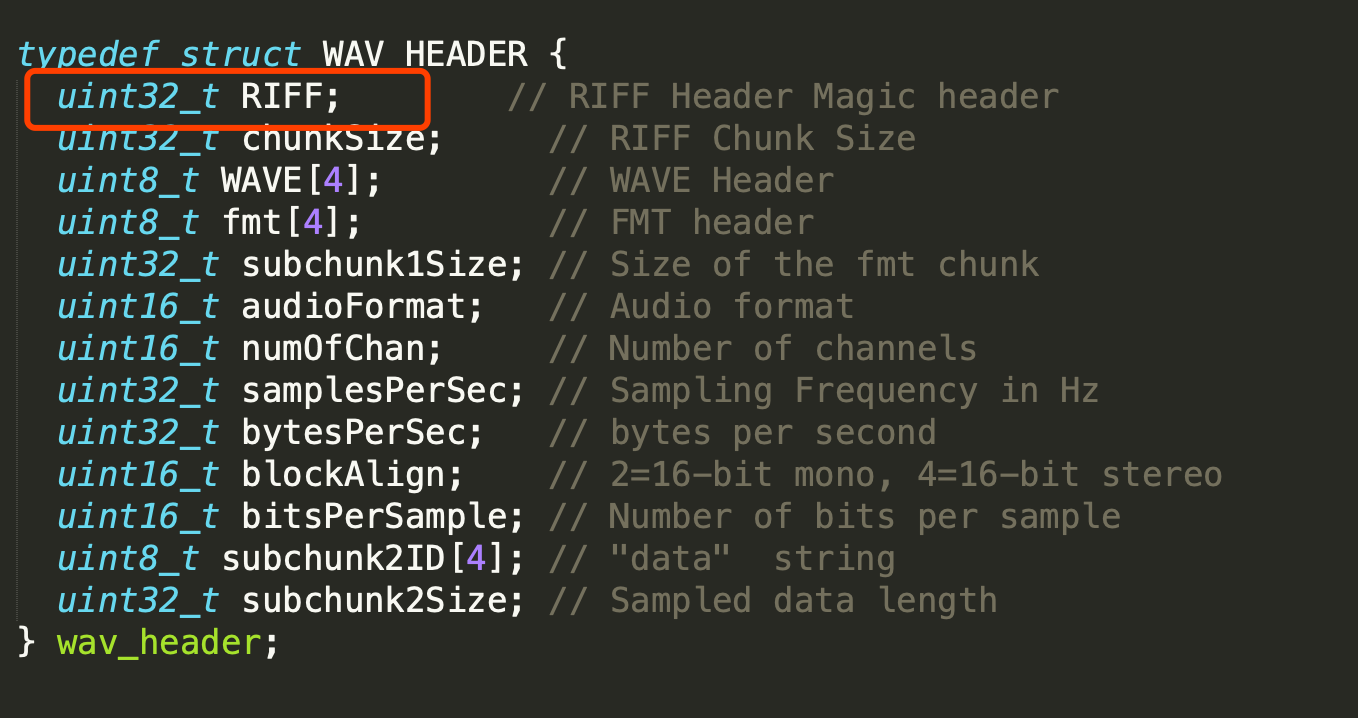 typedef struct WAV_HEADER {
uint32_t RIFF; // RIFF Header Magic header
uint32_t chunkSize; // RIFF Chunk Size
uint8_t WAVE[4]; // WAVE Header
uint8_t fmt[4]; // FMT header
uint32_t subchunk1Size; // Size of the fmt chunk
uint16_t audioFormat; // Audio format
uint16_t numOfChan; // Number of channels
uint32_t samplesPerSec; // Sampling Frequency in Hz
uint32_t bytesPerSec; // bytes per second
uint16_t blockAlign; // 2=16-bit mono, 4=16-bit stereo
uint16_t bitsPerSample; // Number of bits per sample
uint8_t subchunk2ID[4]; // "data"  string
uint32_t subchunk2Size; // Sampled data length
} wav_header;